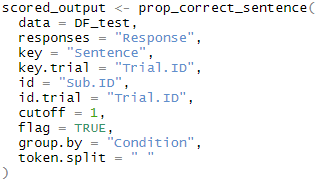 scored_output <- prop_correct_sentence(
  data = DF_test,
  responses = "Response",
  key = "Sentence",
  key.trial = "Trial.ID",
  id = "Sub.ID",
  id.trial = "Trial.ID",
  cutoff = 1,
  flag = TRUE,
  group.by = "Condition",
  token.split = " "
)